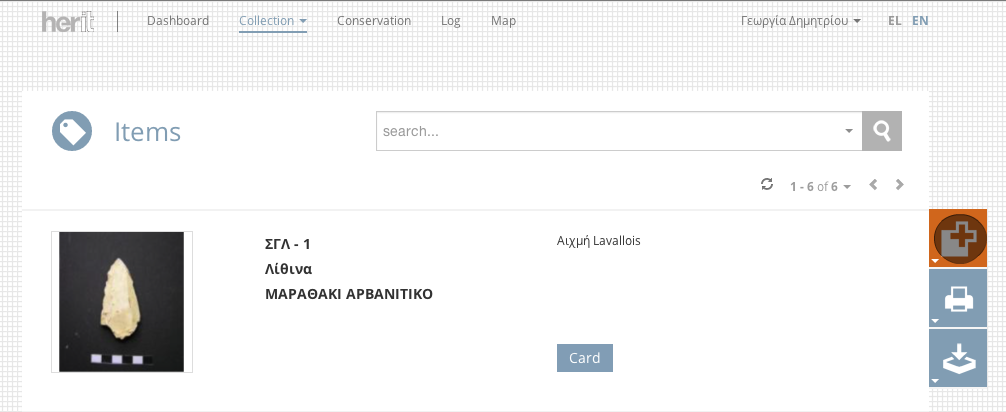 herit
Dashboard Collection Conservation Log Map Γεωργία Δημητρίου EL EN
Items
search...
1 - 6 of 6
ΣΓΛ - 1
Λίθινα
ΜΑΡΑΘΑΚΙ ΑΡΒΑΝΙΤΙΚΟ
Αιχμή Lavallois
Card